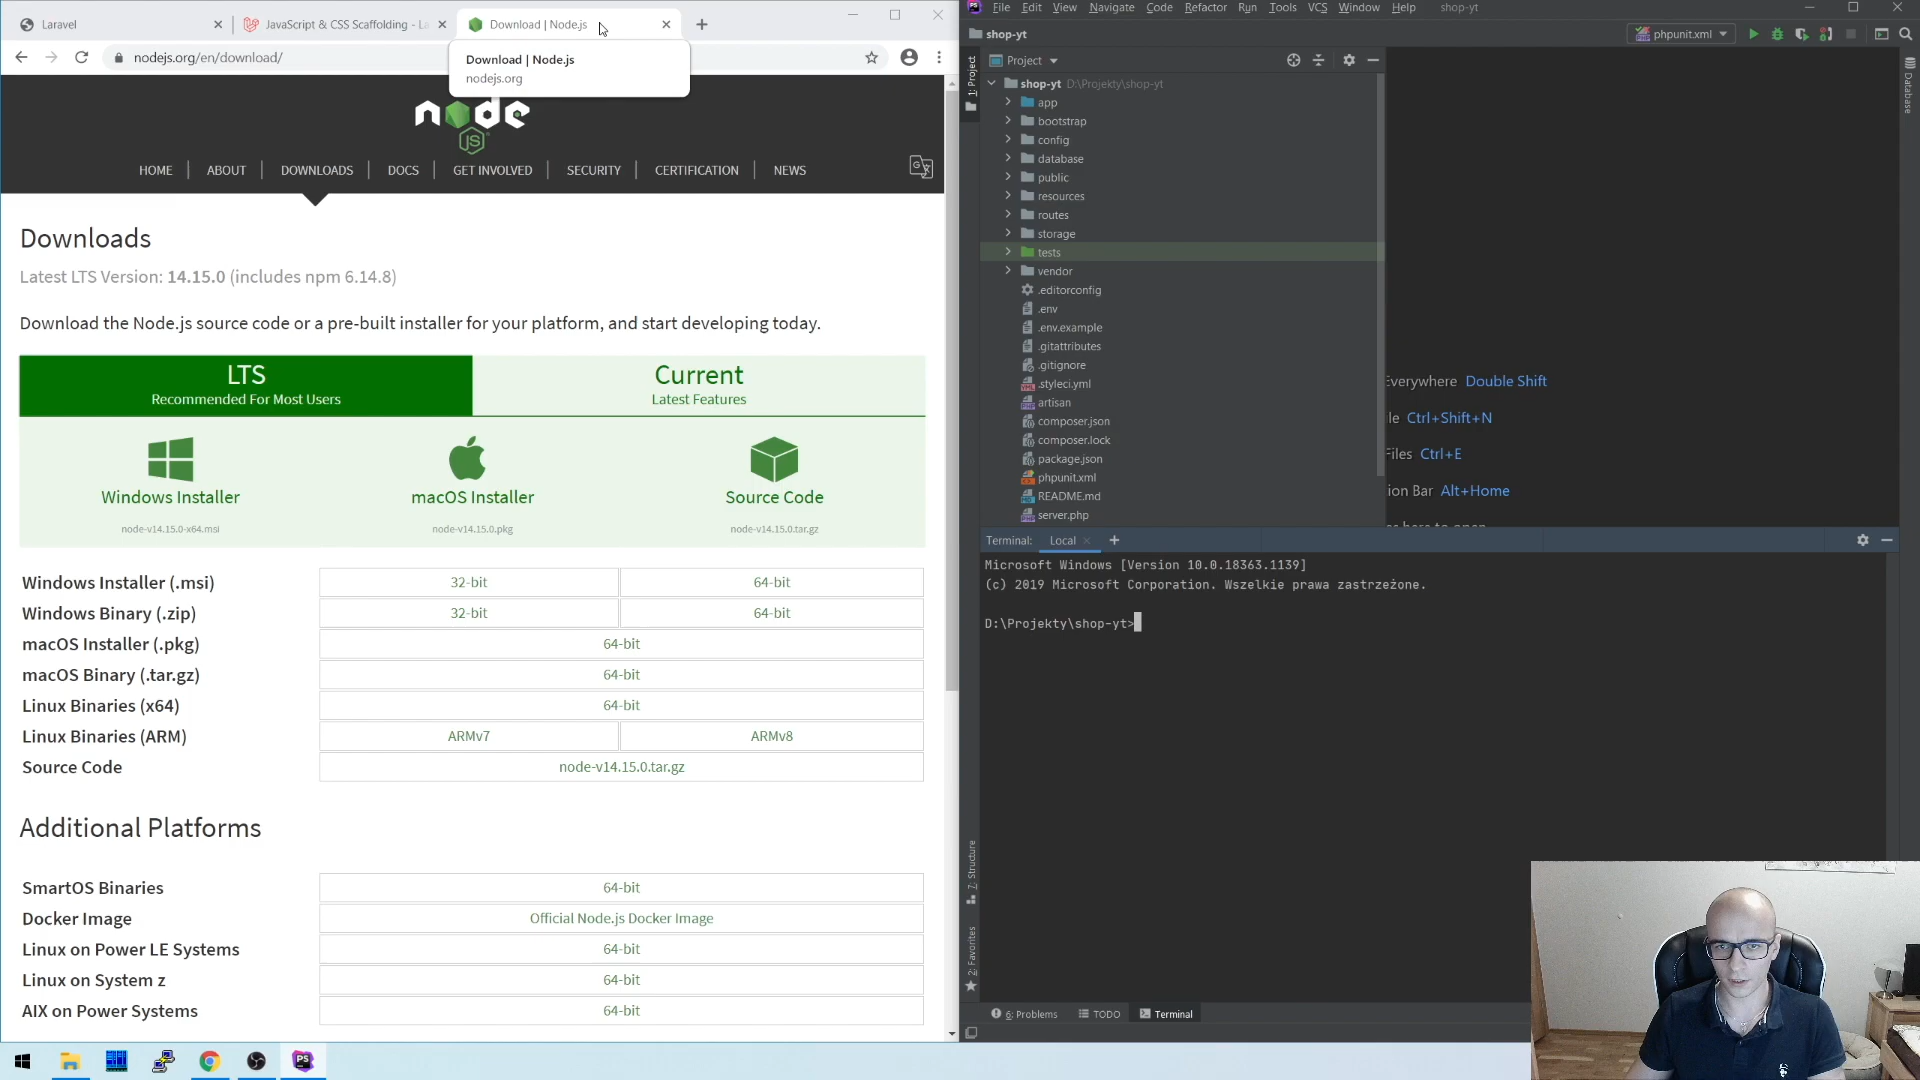 Laravel
JavaScript & CSS Scaffolding - La
Download | Node.js
nodejs.org/en/download/
Download | Node.js
nodejs.org
node
JS
HOME
ABOUT
DOWNLOADS
DOCS
GET INVOLVED
SECURITY
CERTIFICATION
NEWS
Downloads
Latest LTS Version: 14.15.0 (includes npm 6.14.8)
Download the Node.js source code or a pre-built installer for your platform, and start developing today.
LTS
Recommended For Most Users
Current
Latest Features
Windows Installer
node-v14.15.0-x64.msi
macOS Installer
node-v14.15.0.pkg
Source Code
node-v14.15.0.tar.gz
Windows Installer (.msi) 32-bit 64-bit
Windows Binary (.zip) 32-bit 64-bit
macOS Installer (.pkg) 64-bit
macOS Binary (.tar.gz) 64-bit
Linux Binaries (x64) 64-bit
Linux Binaries (ARM) ARMv7 ARMv8
Source Code node-v14.15.0.tar.gz
Additional Platforms
SmartOS Binaries 64-bit
Docker Image Official Node.js Docker Image
Linux on Power LE Systems 64-bit
Linux on System z 64-bit
AIX on Power Systems 64-bit
File Edit View Navigate Code Refactor Run Tools VCS Window Help shop-yt
shop-yt
phpunit.xml
1: Project
Project
Database
shop-yt D:\Projekty\shop-yt
app
bootstrap
config
database
public
resources
routes
storage
tests
vendor
.editorconfig
.env
.env.example
.gitattributes
.gitignore
.styleci.yml
artisan
composer.json
composer.lock
package.json
phpunit.xml
README.md
server.php
Everywhere Double Shift
le Ctrl+Shift+N
Files Ctrl+E
ion Bar Alt+Home
Terminal: Local
Microsoft Windows [Version 10.0.18363.1139]
(c) 2019 Microsoft Corporation. Wszelkie prawa zastrzeżone.
D:\Projekty\shop-yt>
7: Structure
2: Favorites
6: Problems
TODO
Terminal
PS